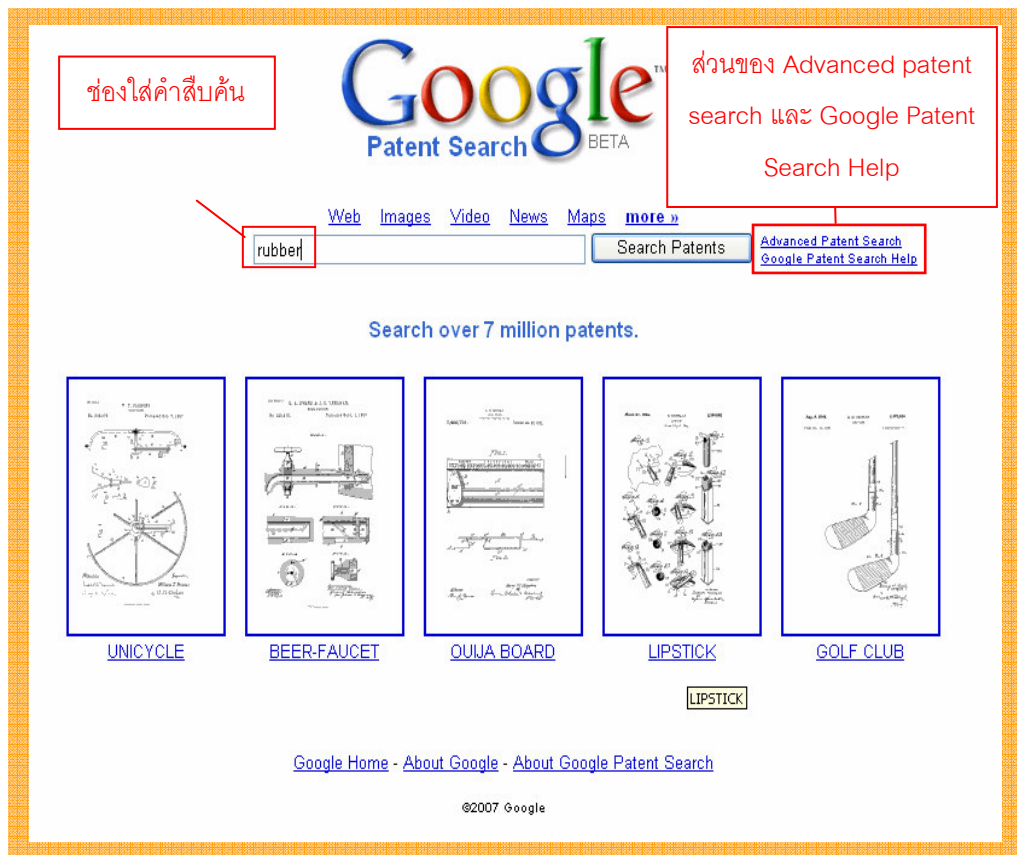 ช่องใส่คำสืบค้น
Google™
Patent Search BETA
ส่วนของ Advanced patent
search และ Google Patent
Search Help
Web Images Video News Maps more »
rubber
Search Patents
Advanced Patent Search
Google Patent Search Help
Search over 7 million patents.
UNICYCLE
BEER-FAUCET
OUIJA BOARD
LIPSTICK
GOLF CLUB
LIPSTICK
Google Home - About Google - About Google Patent Search
©2007 Google